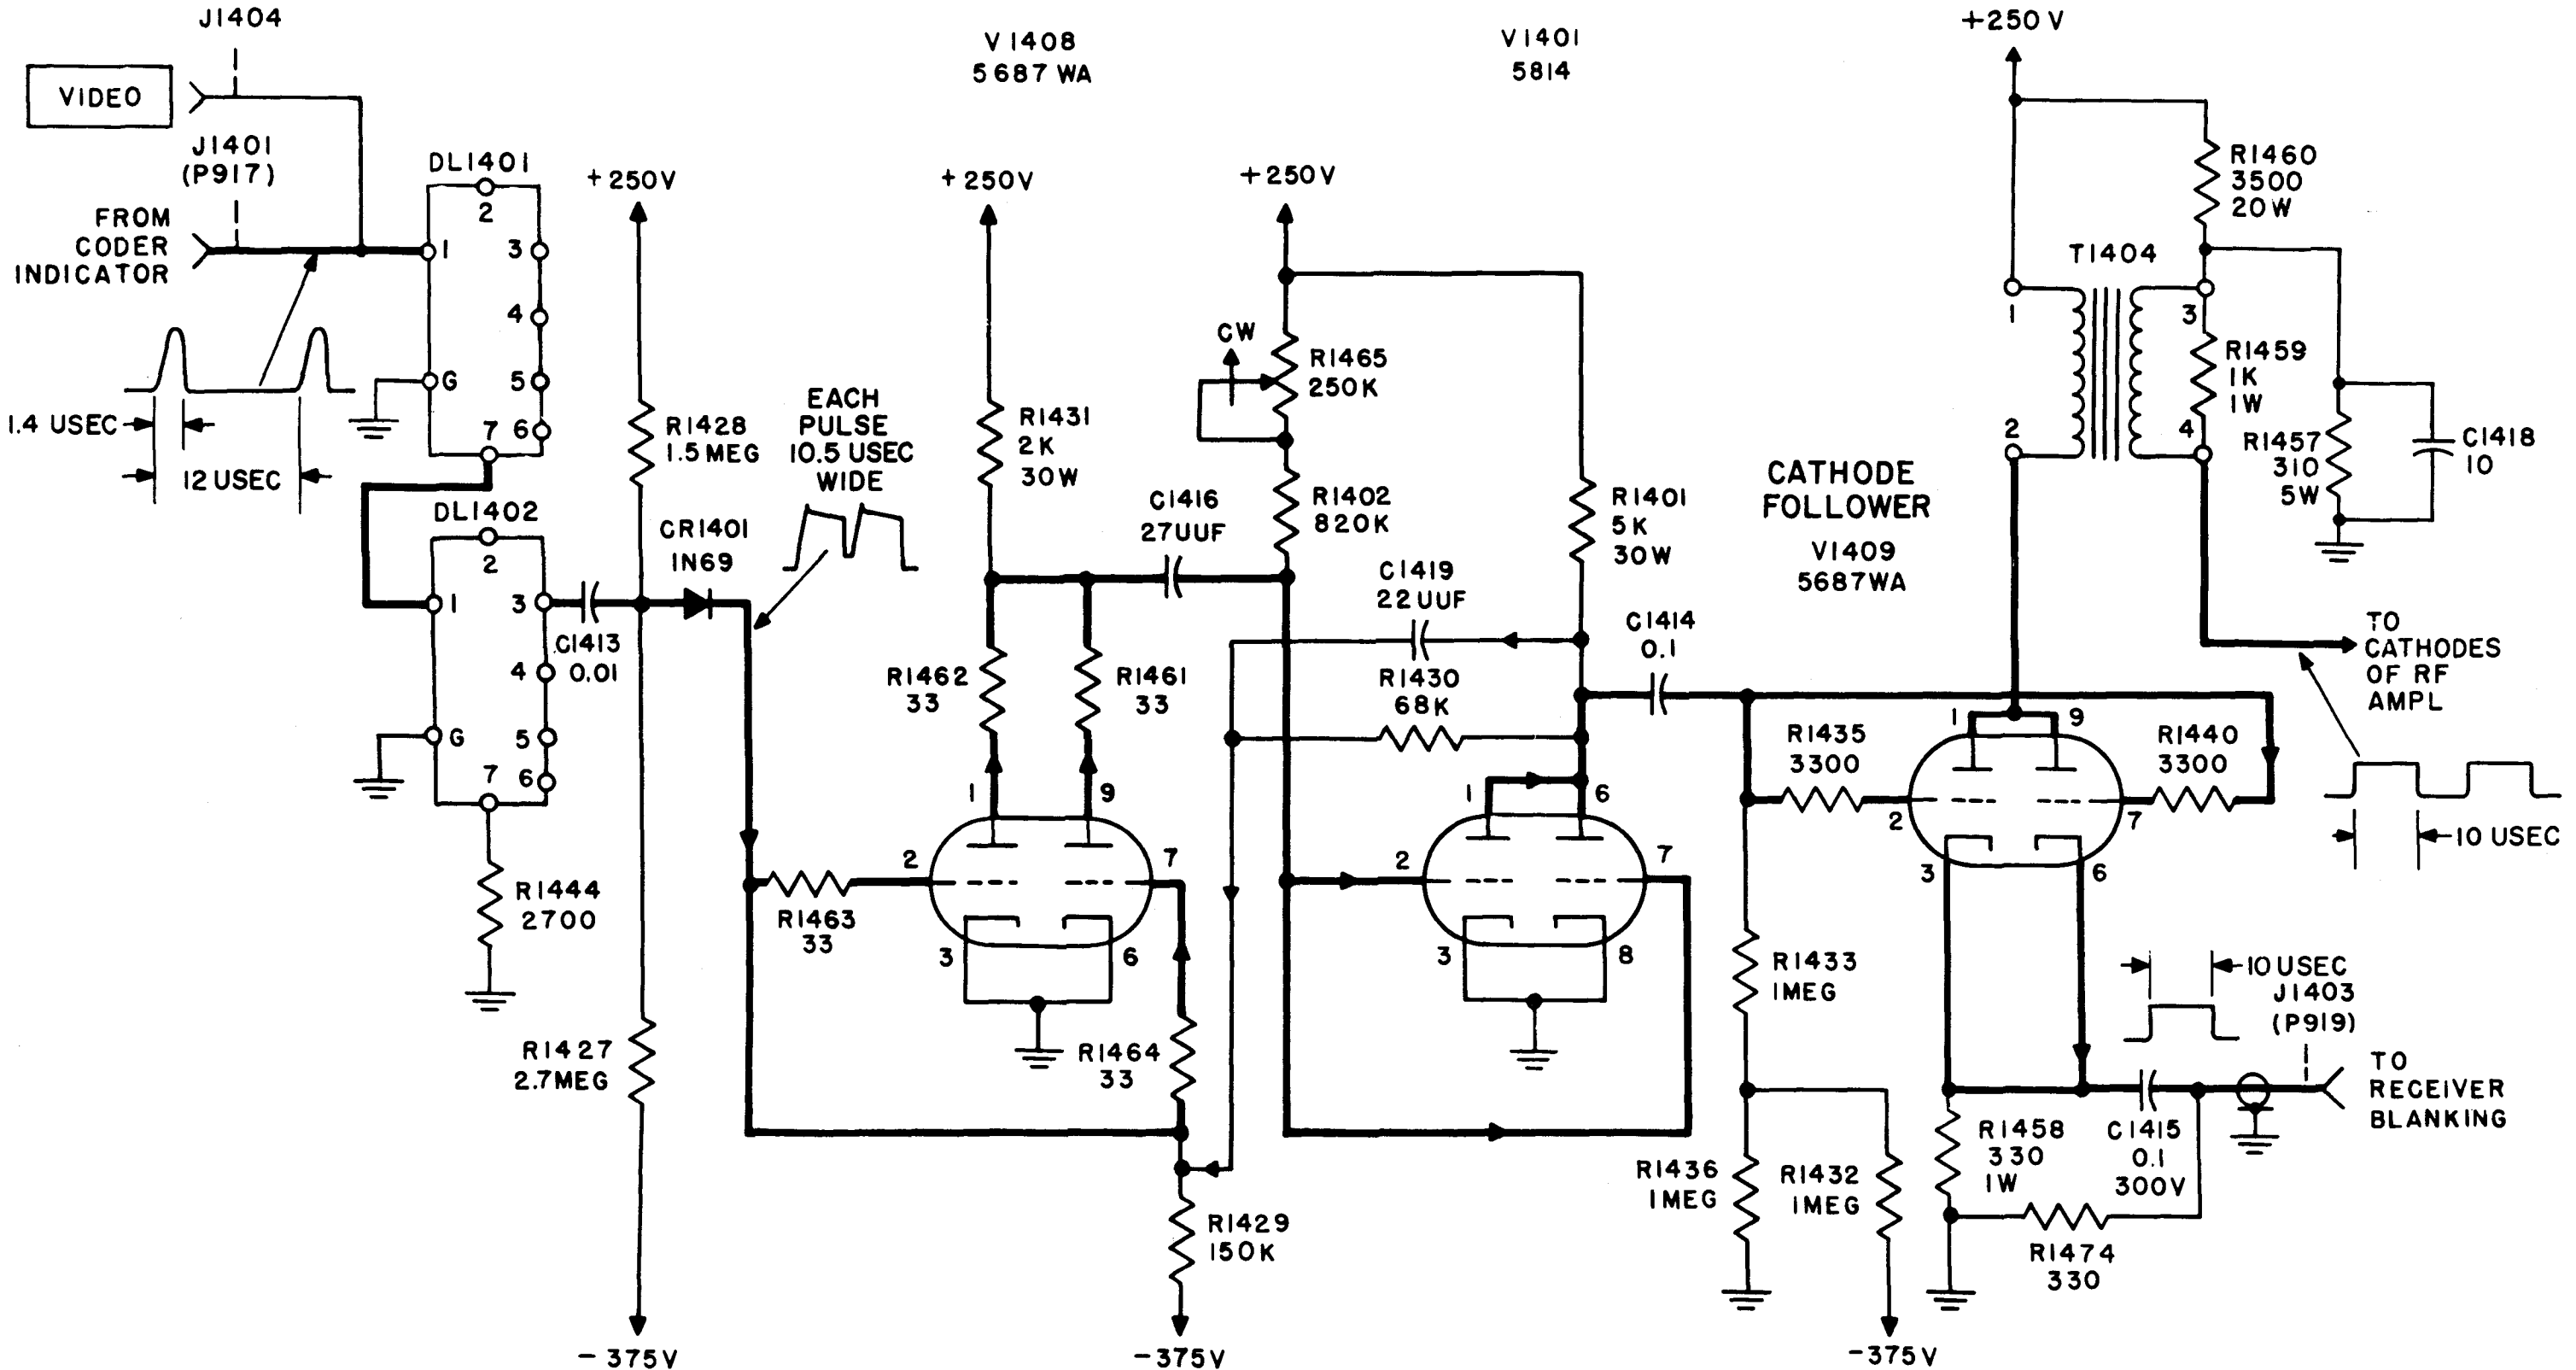 J1404
VIDEO
J1401
(P917)
FROM
CODER
INDICATOR
1.4 USEC
12 USEC
DL1401
2
1
3
4
G
5
7
6
DL1402
2
1
3
4
G
5
7
6
C1413
0.01
R1444
2700
+250V
R1428
1.5MEG
CR1401
IN69
R1427
2.7MEG
-375V
EACH
PULSE
10.5 USEC
WIDE
V1408
5687WA
+250V
R1431
2K
30W
R1462
33
R1461
33
1
9
2
7
3
6
R1463
33
R1464
33
R1429
150K
-375V
C1416
27UUF
+250V
CW
R1465
250K
R1402
820K
V1401
5814
R1401
5K
30W
C1419
22UUF
R1430
68K
1
6
2
7
3
8
C1414
0.1
CATHODE
FOLLOWER
V1409
5687WA
R1435
3300
R1440
3300
1
9
2
7
3
6
R1433
1MEG
R1436
1MEG
R1432
1MEG
-375V
+250V
R1460
3500
20W
T1404
1
2
3
4
R1459
1K
1W
R1457
310
5W
C1418
10
TO
CATHODES
OF RF
AMPL
10 USEC
10 USEC
J1403
(P919)
TO
RECEIVER
BLANKING
R1458
330
1W
C1415
0.1
300V
R1474
330